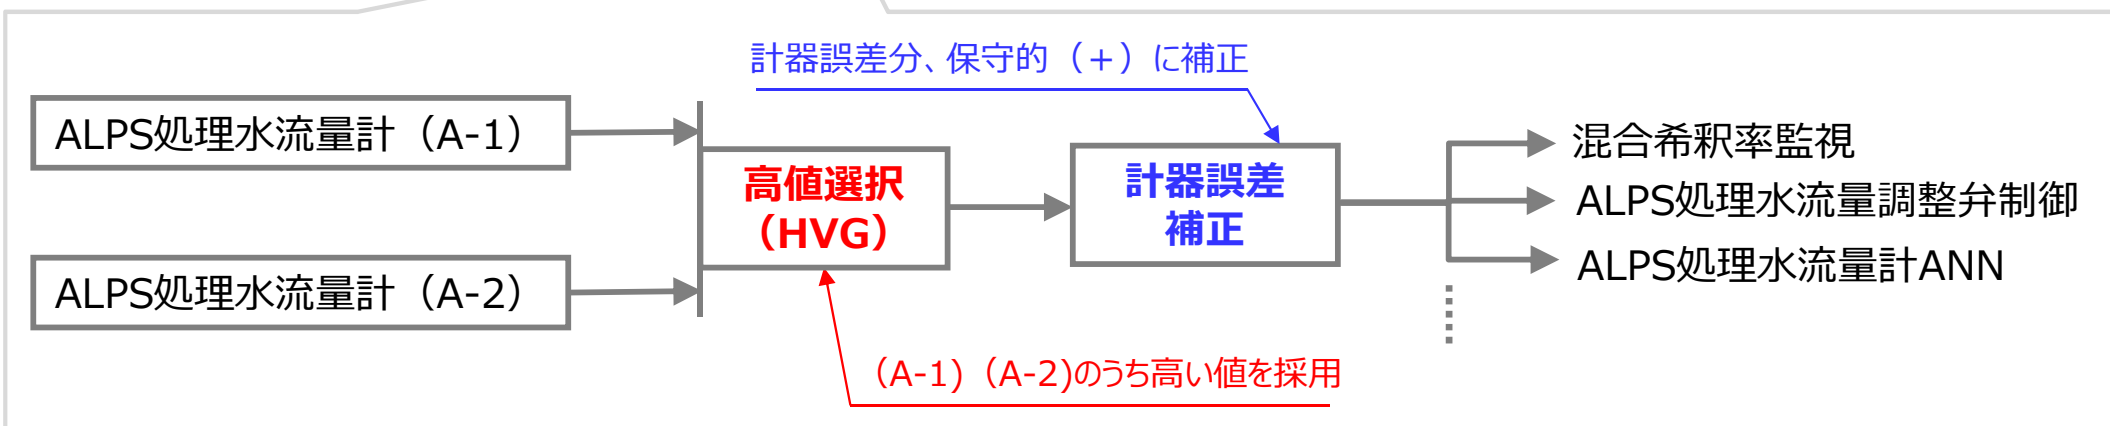 計器誤差分、保守的（+）に補正
ALPS処理水流量計（A-1）
ALPS処理水流量計（A-2）
高値選択
（HVG）
計器誤差
補正
混合希釈率監視
ALPS処理水流量調整弁制御
ALPS処理水流量計ANN
（A-1)（A-2)のうち高い値を採用